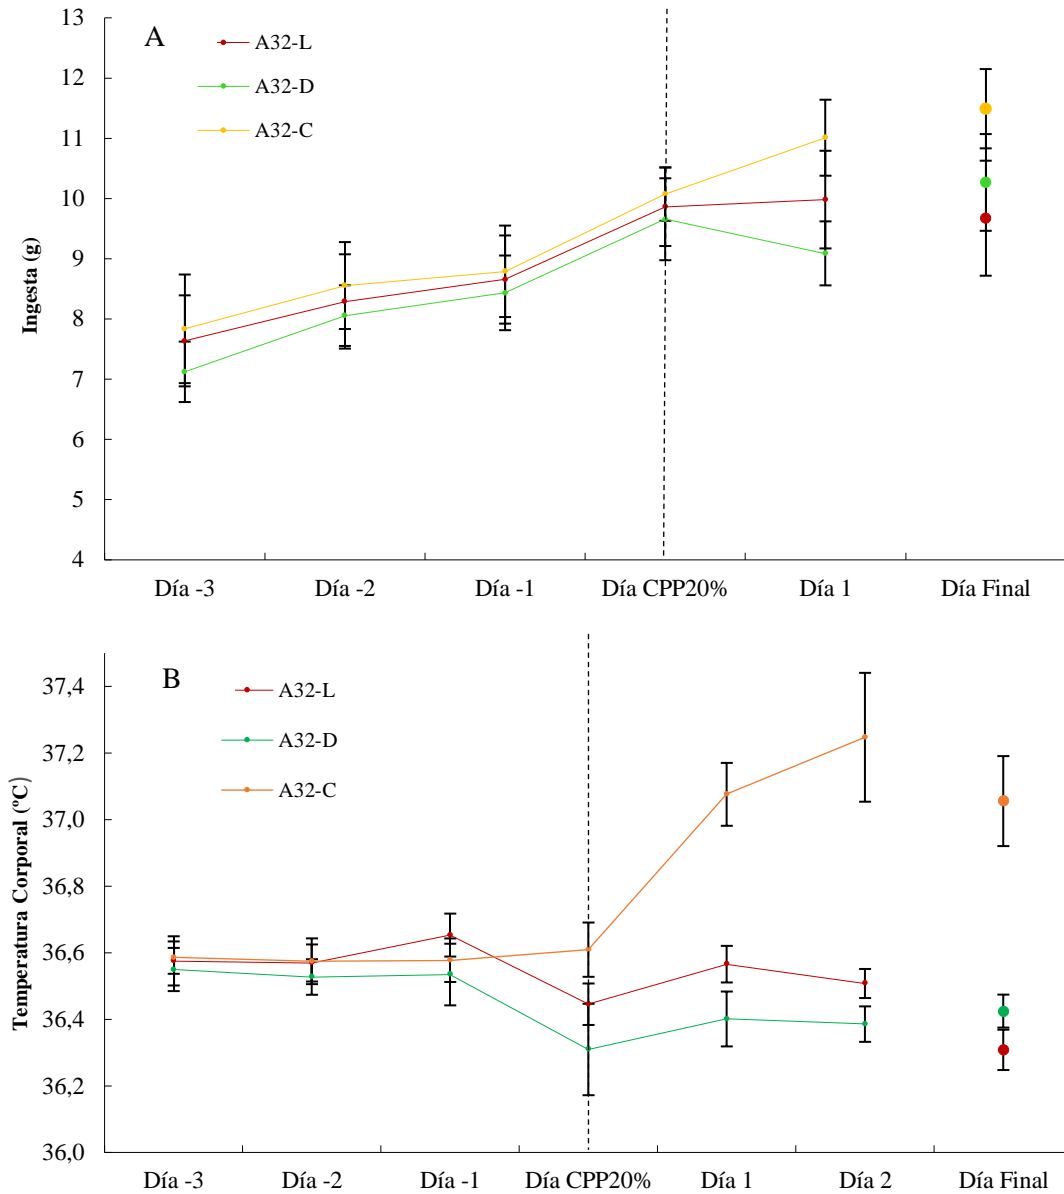 A
A32-L
A32-D
A32-C
Ingesta (g)
13
12
11
10
9
8
7
6
5
4
Día -3 Día -2 Día -1 Día CPP20% Día 1 Día Final
B
A32-L
A32-D
A32-C
Temperatura Corporal (ºC)
37,4
37,2
37,0
36,8
36,6
36,4
36,2
36,0
Día -3 Día -2 Día -1 Día CPP20% Día 1 Día 2 Día Final